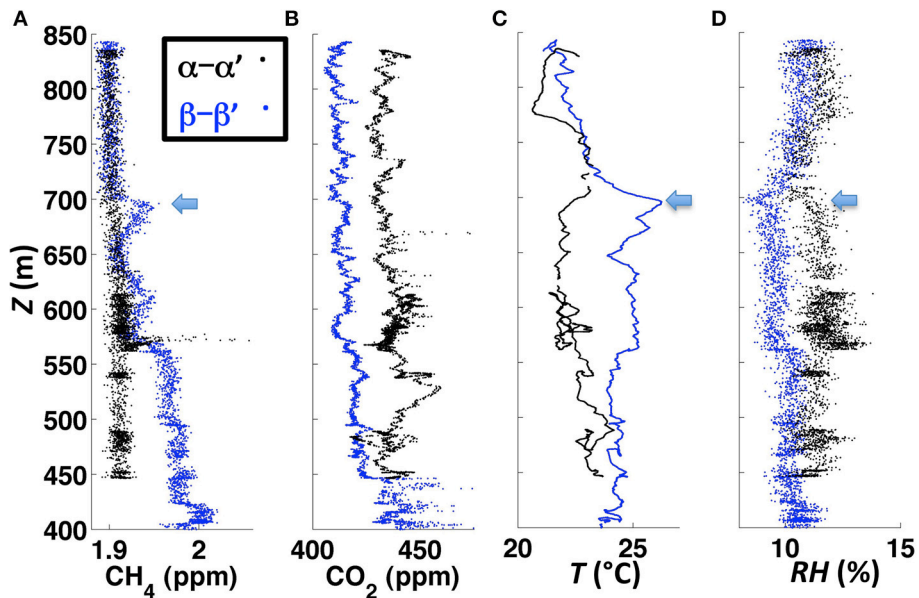 A B C D
α–α’
β–β’
Z (m)
850
800
750
700
650
600
550
500
450
400
1.9 2
CH4 (ppm)
400 450
CO2 (ppm)
20 25
T (°C)
10 15
RH (%)